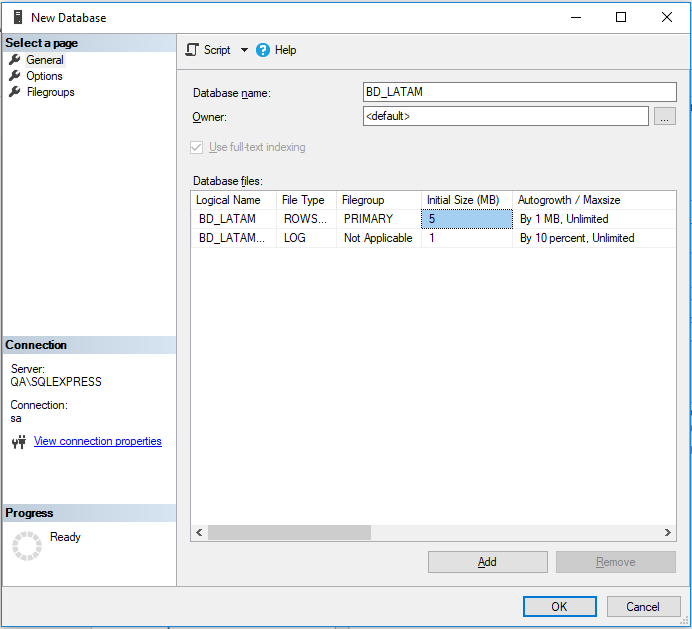 New Database
Select a page
General
Options
Filegroups
Script Help
Database name: BD_LATAM
Owner: <default> ...
Use full-text indexing
Database files:
Logical Name File Type Filegroup Initial Size (MB) Autogrowth / Maxsize
BD_LATAM ROWS... PRIMARY 5 By 1 MB, Unlimited
BD_LATAM... LOG Not Applicable 1 By 10 percent, Unlimited
Connection
Server:
QA\SQLEXPRESS
Connection:
sa
View connection properties
Progress
Ready
Add Remove
OK Cancel